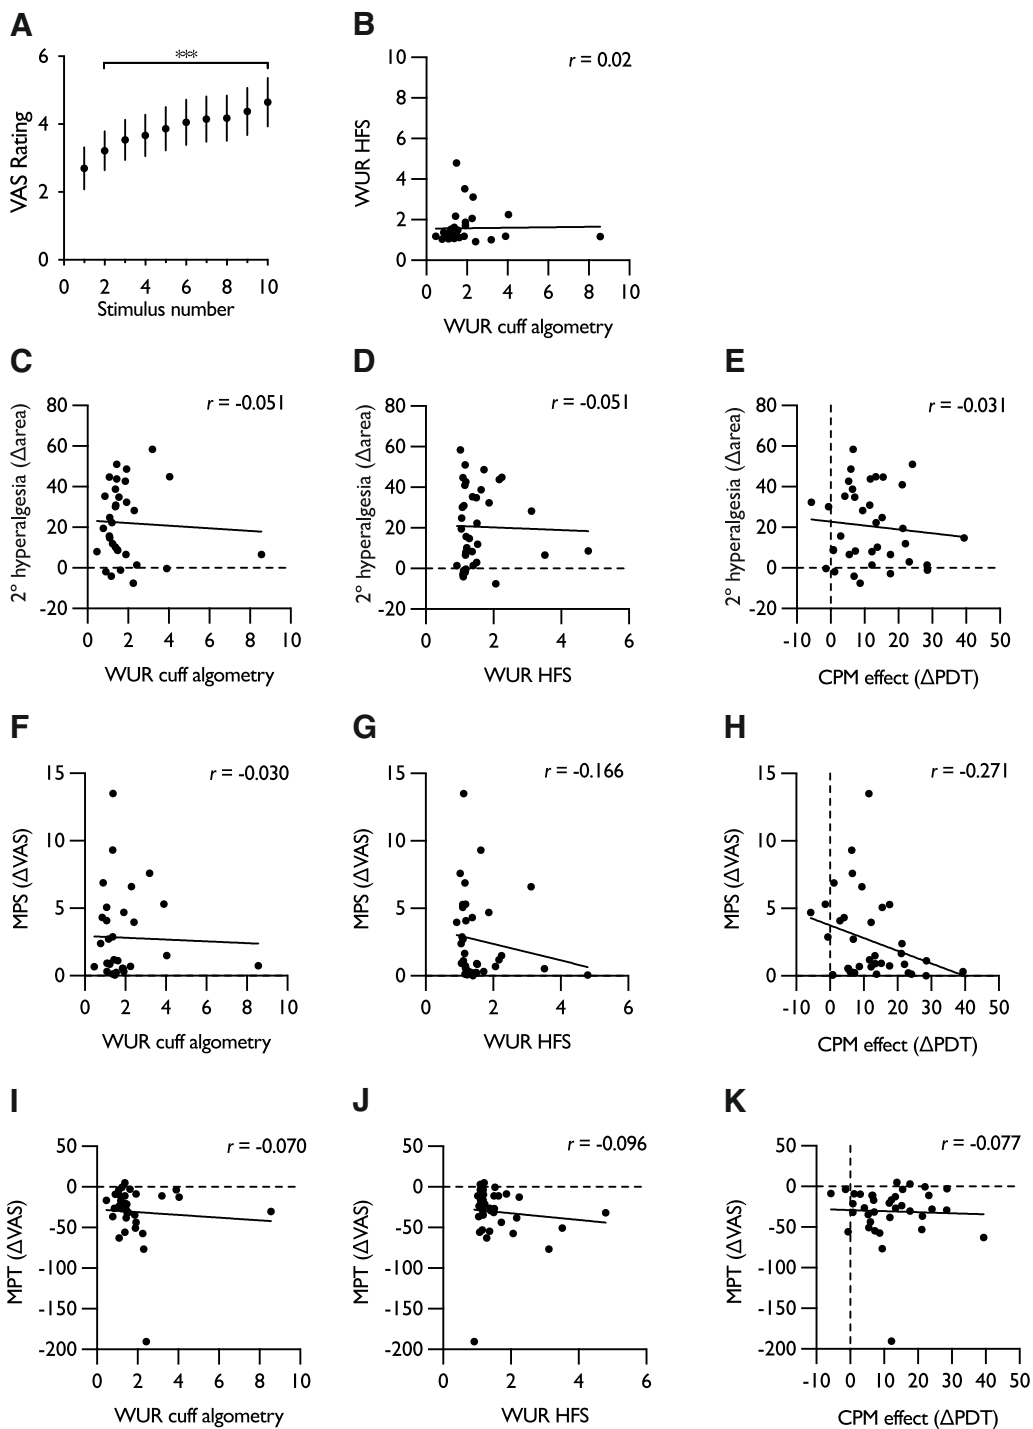 A
B
6
4
2
0
VAS Rating
***
0 2 4 6 8 10
Stimulus number
10
8
6
4
2
0
WUR HFS
r = 0.02
0 2 4 6 8 10
WUR cuff algometry
C
D
E
80
60
40
20
0
-20
2° hyperalgesia (Δarea)
r = -0.051
0 2 4 6 8 10
WUR cuff algometry
80
60
40
20
0
-20
2° hyperalgesia (Δarea)
r = -0.051
0 2 4 6
WUR HFS
80
60
40
20
0
-20
2° hyperalgesia (Δarea)
r = -0.031
-10 0 10 20 30 40 50
CPM effect (ΔPDT)
F
G
H
15
10
5
0
MPS (ΔVAS)
r = -0.030
0 2 4 6 8 10
WUR cuff algometry
15
10
5
0
MPS (ΔVAS)
r = -0.166
0 2 4 6
WUR HFS
15
10
5
0
MPS (ΔVAS)
r = -0.271
-10 0 10 20 30 40 50
CPM effect (ΔPDT)
I
J
K
50
0
-50
-100
-150
-200
MPT (ΔVAS)
r = -0.070
0 2 4 6 8 10
WUR cuff algometry
50
0
-50
-100
-150
-200
MPT (ΔVAS)
r = -0.096
0 2 4 6
WUR HFS
50
0
-50
-100
-150
-200
MPT (ΔVAS)
r = -0.077
-10 0 10 20 30 40 50
CPM effect (ΔPDT)